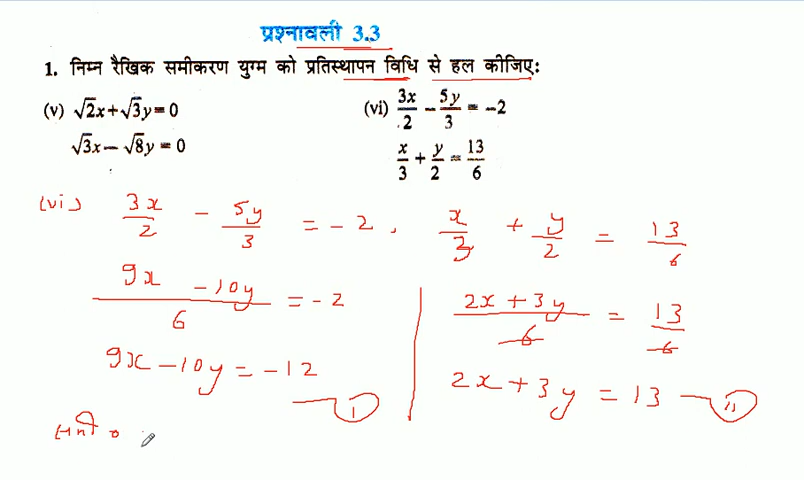 प्रश्नावली 3.3
1. निम्न रैखिक समीकरण युग्म को प्रतिस्थापन विधि से हल कीजिए:
(v) √2x+√3y=0
√3x−√8y=0
(vi) 3x/2 − 5y/3 = −2
x/3 + y/2 = 13/6
(vi) 3x/2 − 5y/3 = −2, x/3 + y/2 = 13/6
9x −10y/6 = −2
2x + 3y/6 = 13/6
9x −10y = −12 — (i)
2x + 3y = 13 — (ii)